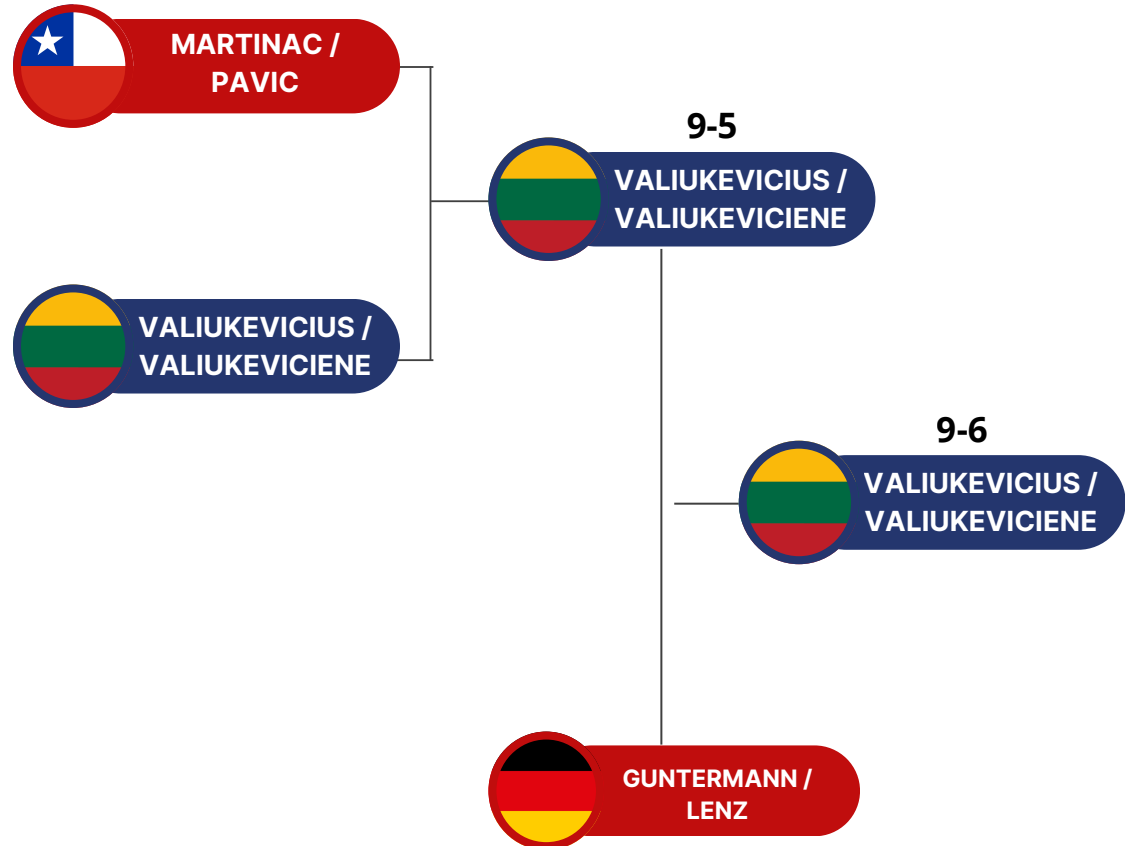 MARTINAC /
PAVIC
9-5
VALIUKEVICIUS /
VALIUKEVICIENE
VALIUKEVICIUS /
VALIUKEVICIENE
9-6
VALIUKEVICIUS /
VALIUKEVICIENE
GUNTERMANN /
LENZ